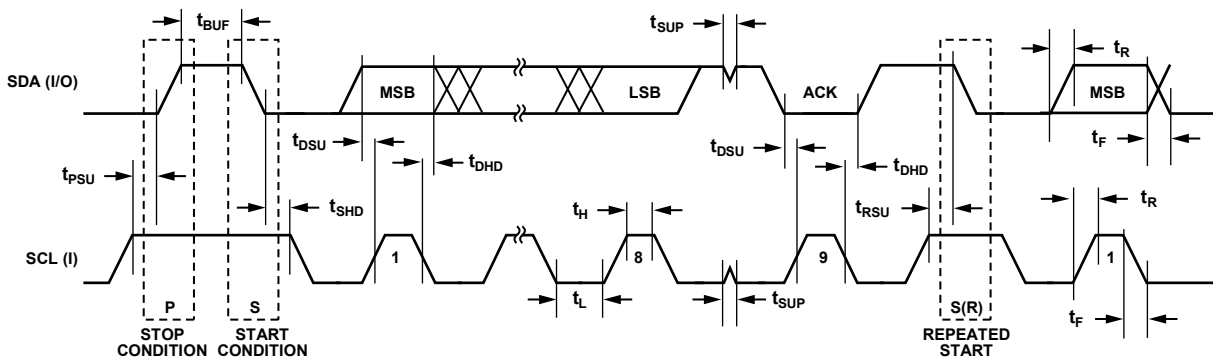 tBUF
tSUP
tR
SDA (I/O)
MSB
LSB
ACK
MSB
tDSU
tDHD
tDSU
tDHD
tF
tPSU
tSHD
tH
tRSU
tR
SCL (I)
1
8
9
1
P
S
tL
tSUP
S(R)
tF
STOP
CONDITION
START
CONDITION
REPEATED
START